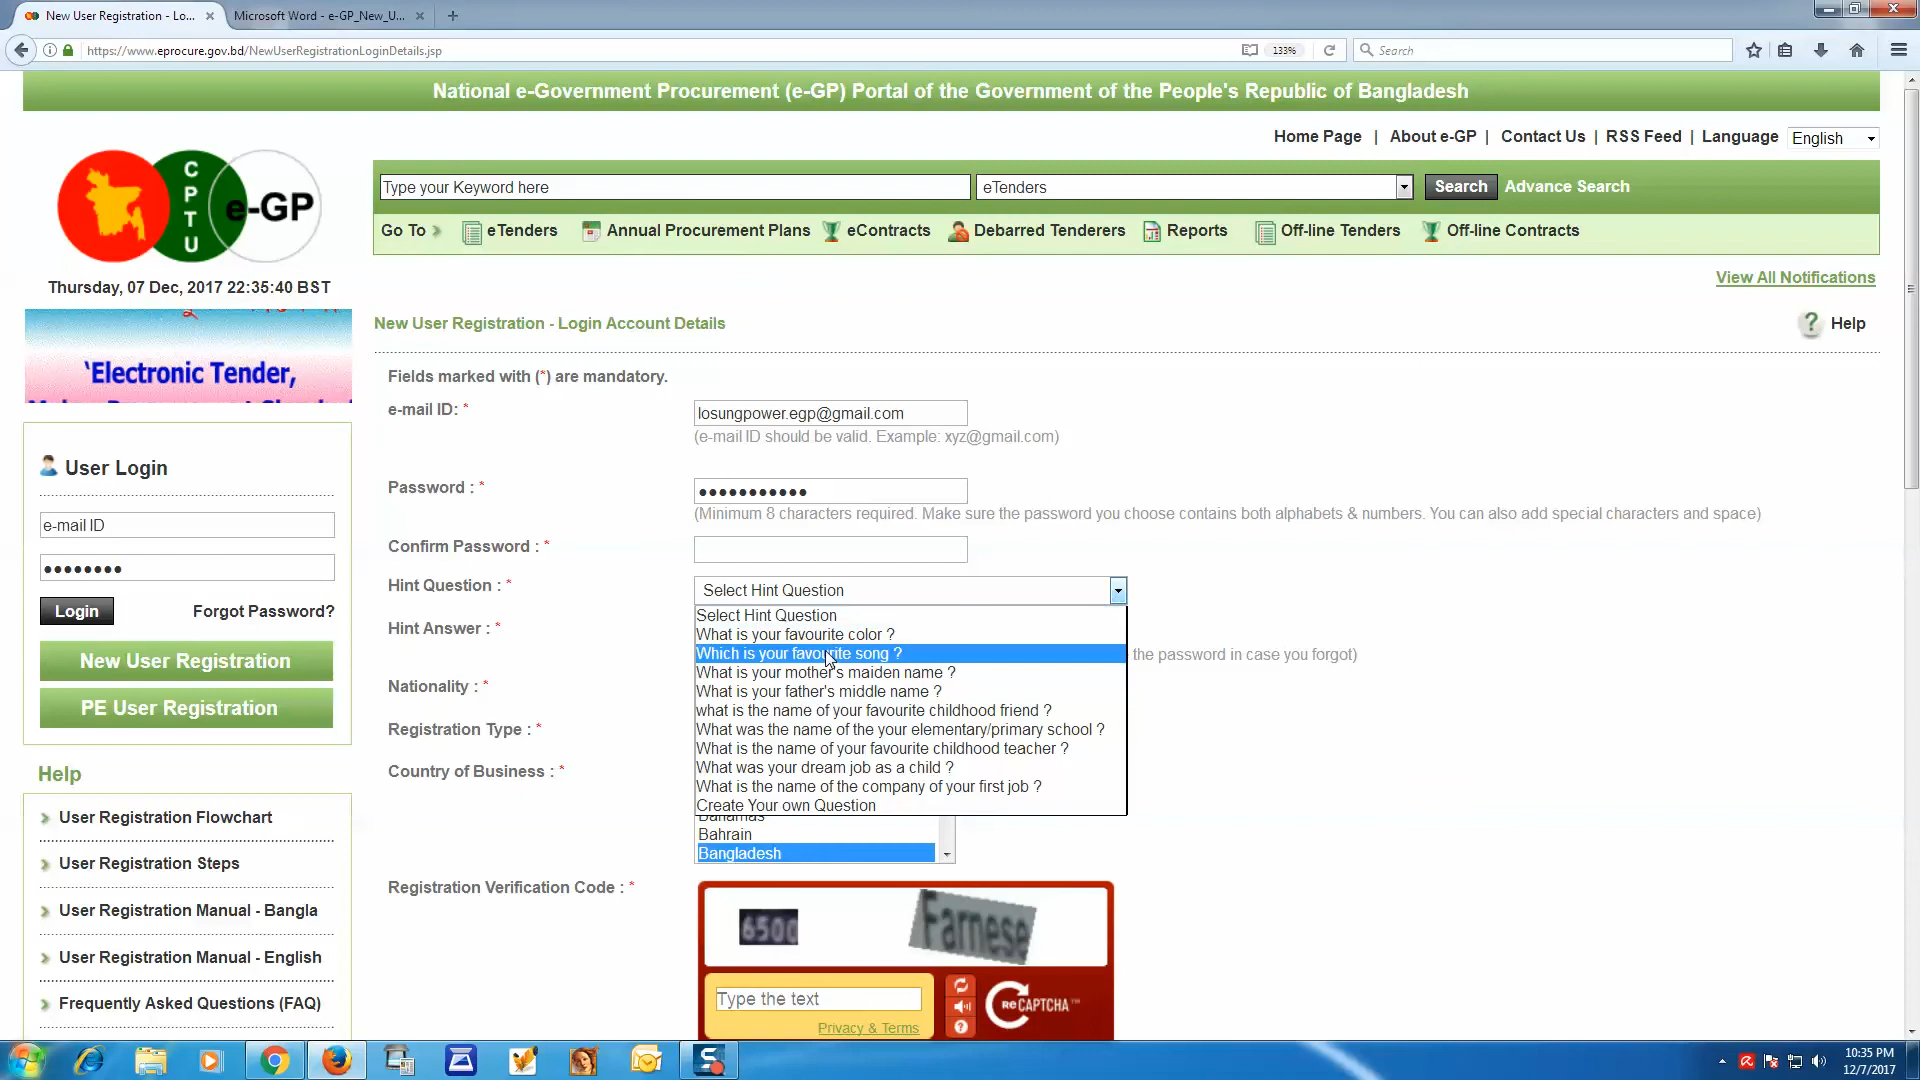 New User Registration - Lo...
Microsoft Word - e-GP_New_U...
https://www.eprocure.gov.bd/NewUserRegistrationLoginDetails.jsp
133%
Search
National e-Government Procurement (e-GP) Portal of the Government of the People's Republic of Bangladesh
Home Page | About e-GP | Contact Us | RSS Feed | Language English
CPTU e-GP
Type your Keyword here
eTenders
Search
Advance Search
Go To
eTenders
Annual Procurement Plans
eContracts
Debarred Tenderers
Reports
Off-line Tenders
Off-line Contracts
Thursday, 07 Dec, 2017 22:35:40 BST
View All Notifications
'Electronic Tender,
New User Registration - Login Account Details
Help
Fields marked with (*) are mandatory.
e-mail ID: *
losungpower.egp@gmail.com
(e-mail ID should be valid. Example: xyz@gmail.com)
Password : *
●●●●●●●●●●●
(Minimum 8 characters required. Make sure the password you choose contains both alphabets & numbers. You can also add special characters and space)
Confirm Password : *
Hint Question : *
Select Hint Question
Select Hint Question
What is your favourite color ?
Which is your favourite song ?
What is your mother's maiden name ?
What is your father's middle name ?
what is the name of your favourite childhood friend ?
What was the name of the your elementary/primary school ?
What is the name of your favourite childhood teacher ?
What was your dream job as a child ?
What is the name of the company of your first job ?
Create Your own Question
Hint Answer : *
the password in case you forgot)
Nationality : *
Registration Type : *
Country of Business : *
Bahamas
Bahrain
Bangladesh
Registration Verification Code : *
6500
Farnese
Type the text
Privacy & Terms
reCAPTCHA™
User Login
e-mail ID
●●●●●●●●
Login
Forgot Password?
New User Registration
PE User Registration
Help
User Registration Flowchart
User Registration Steps
User Registration Manual - Bangla
User Registration Manual - English
Frequently Asked Questions (FAQ)
10:35 PM
12/7/2017